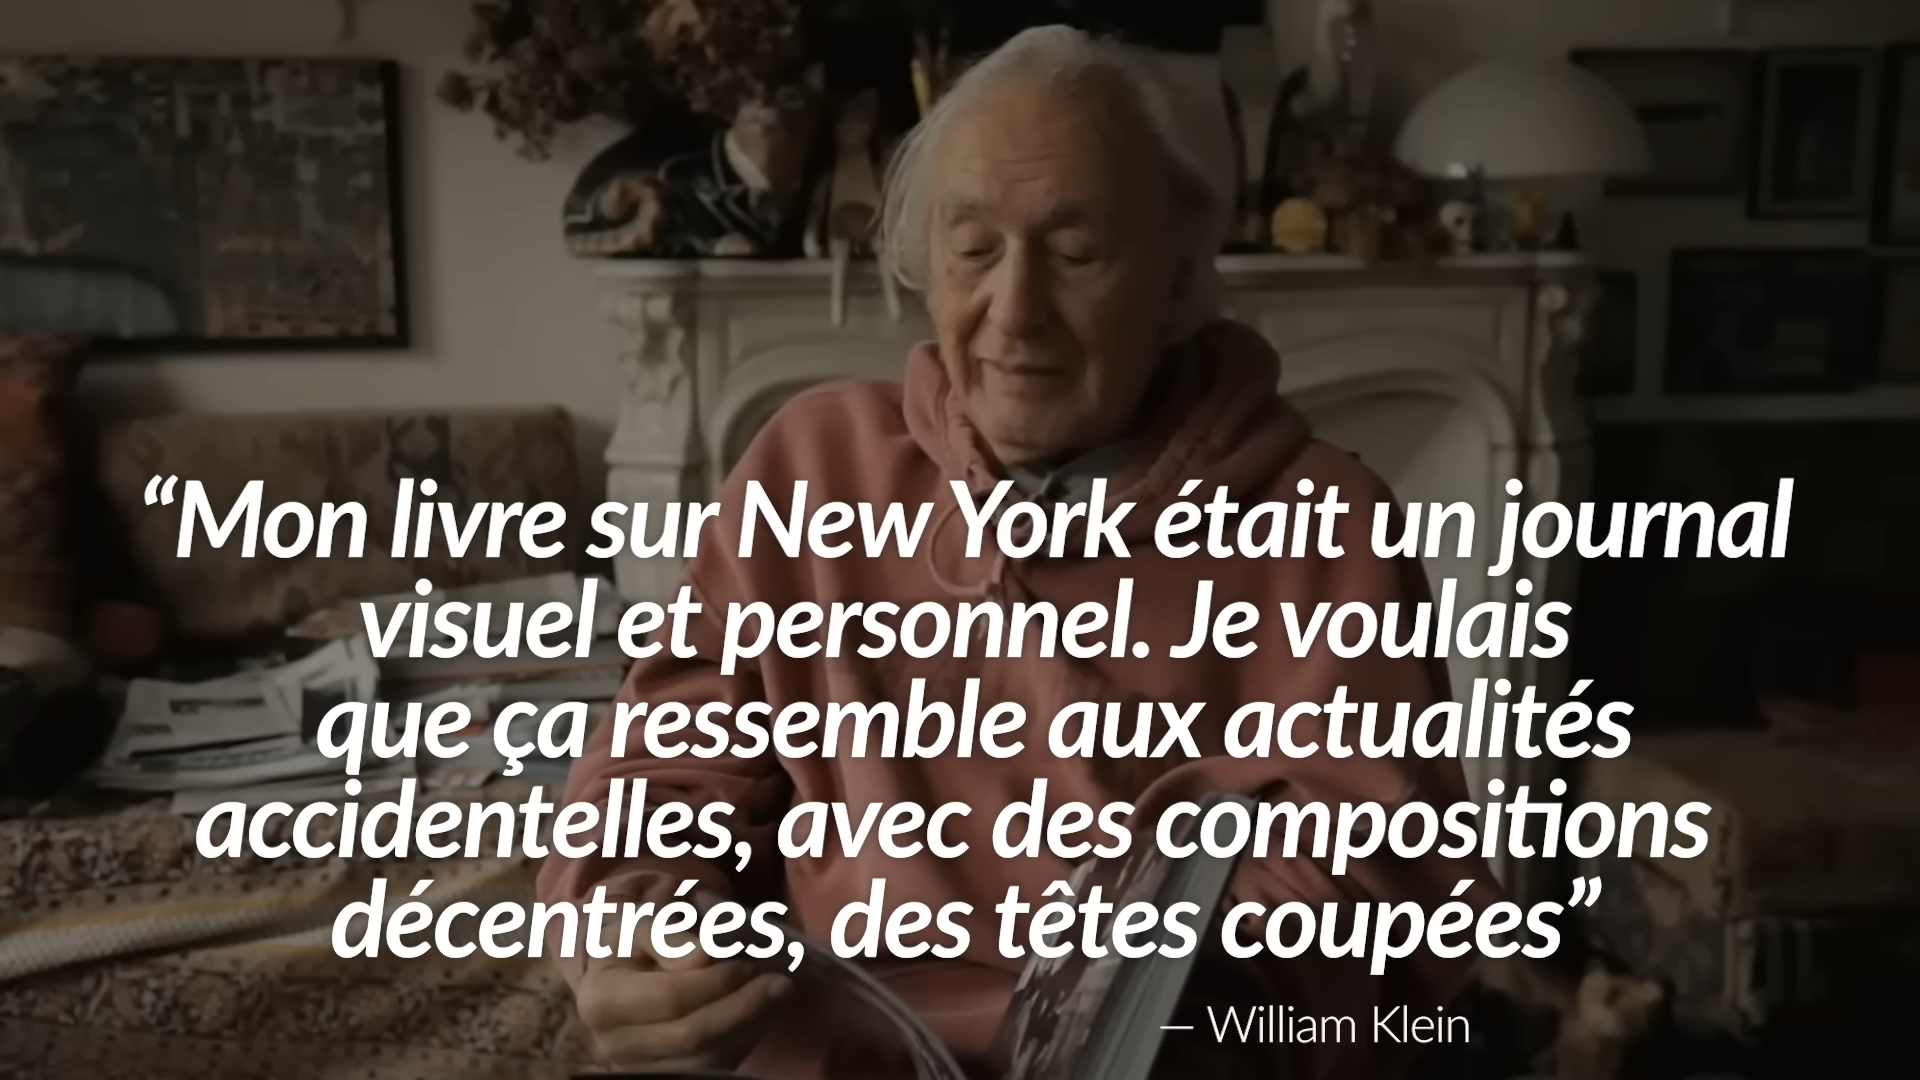 “Mon livre sur New York était un journal
visuel et personnel. Je voulais
que ça ressemble aux actualités
accidentelles, avec des compositions
décentrées, des têtes coupées”
– William Klein